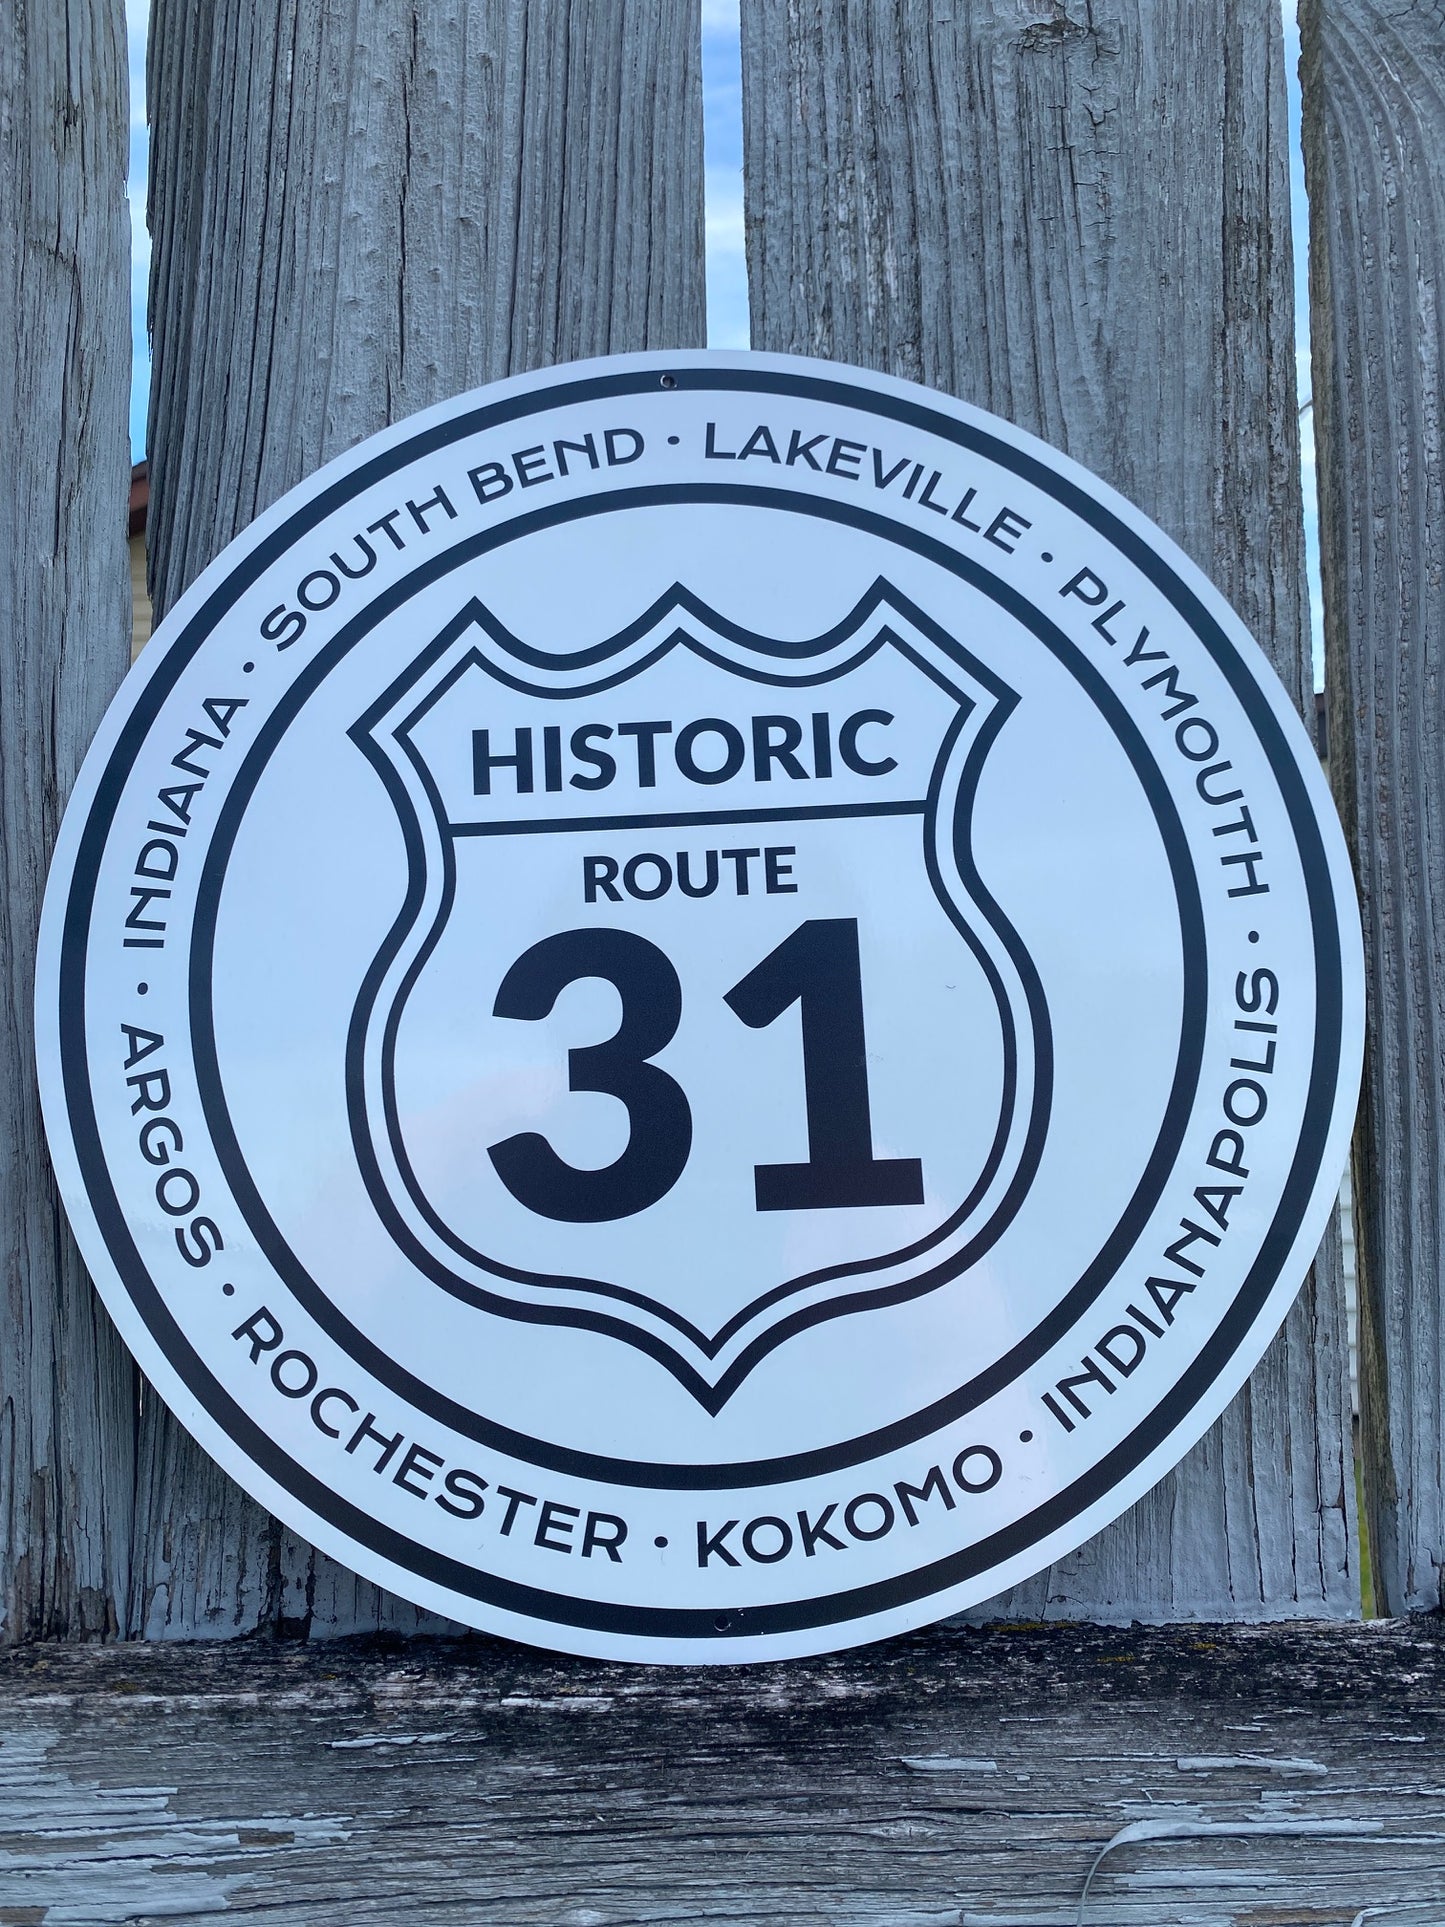 INDIANA • SOUTH BEND • LAKEVILLE • PLYMOUTH •
HISTORIC
ROUTE
31
ARGOS • ROCHESTER • KOKOMO • INDIANAPOLIS •